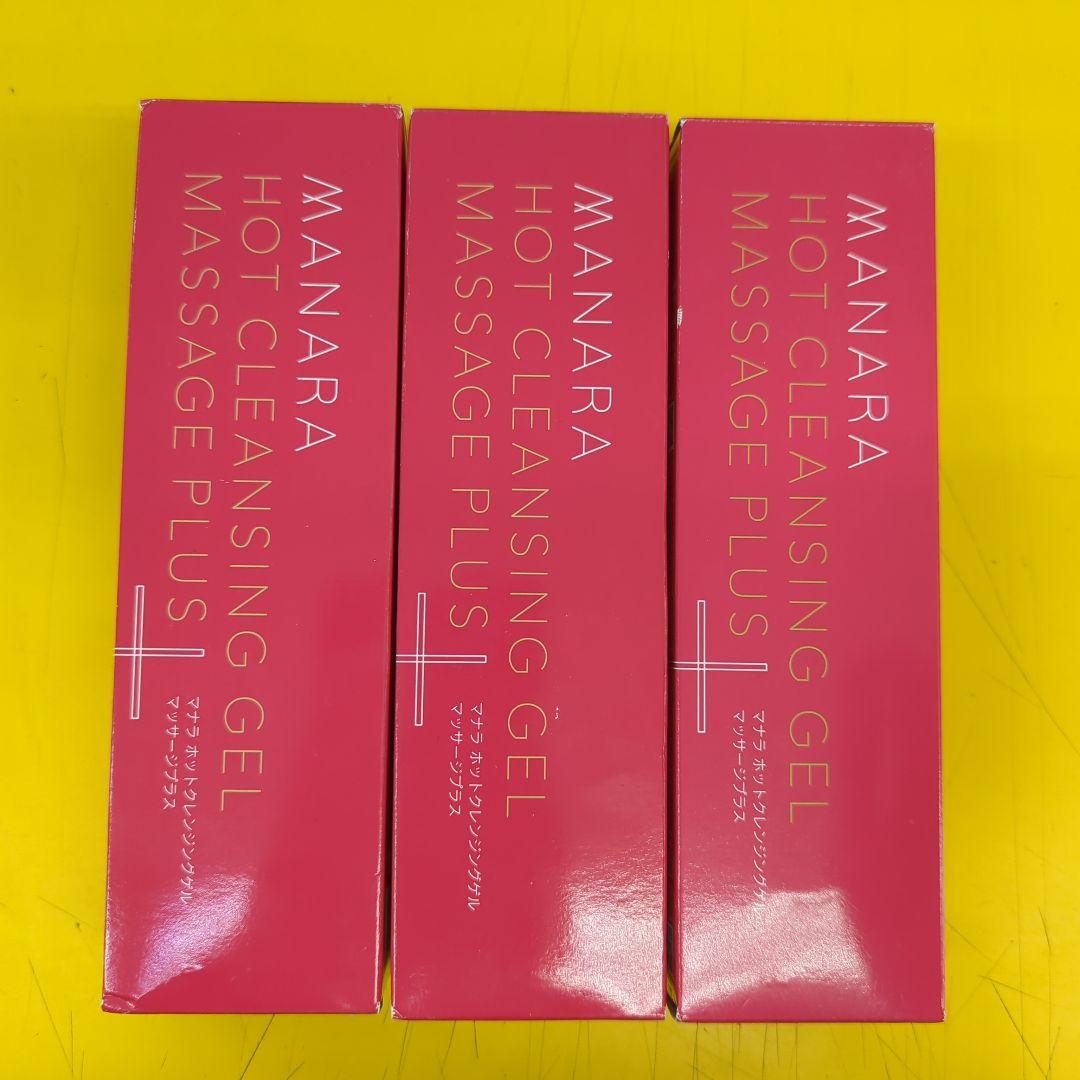 MANARA
HOT CLEANSING GEL
MASSAGE PLUS
マナラ ホットクレンジングゲル
マッサージプラス
MANARA
HOT CLEANSING GEL
MASSAGE PLUS
マナラ ホットクレンジングゲル
マッサージプラス
MANARA
HOT CLEANSING GEL
MASSAGE PLUS
マナラ ホットクレンジングゲル
マッサージプラス